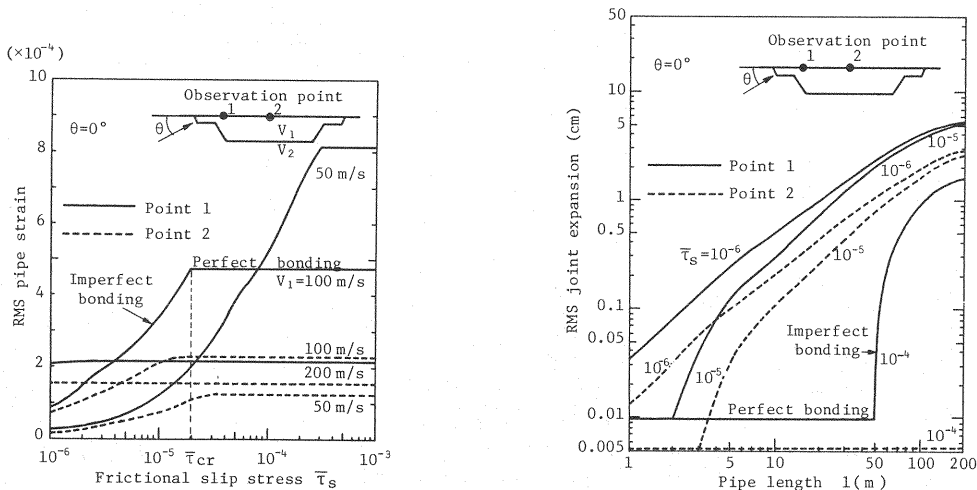 (×10⁻⁴)
10
8
6
4
2
0
RMS pipe strain
Observation point
1
2
θ=0°
θ
V₁
V₂
50 m/s
Point 1
Point 2
Perfect bonding
Imperfect
bonding
V₁=100 m/s
100 m/s
200 m/s
50 m/s
10⁻⁶
10⁻⁵
τ̄cr
10⁻⁴
10⁻³
Frictional slip stress τ̄s
50
10
5
1
0.5
0.1
0.05
0.01
0.005
RMS joint expansion (cm)
Observation point
1
2
θ=0°
θ
10⁻⁵
10⁻⁶
Point 1
Point 2
τ̄s=10⁻⁶
10⁻⁵
Imperfect
bonding
10⁻⁴
10⁻⁶
10⁻⁵
Perfect bonding
10⁻⁴
1
5
10
50
100
200
Pipe length l(m)